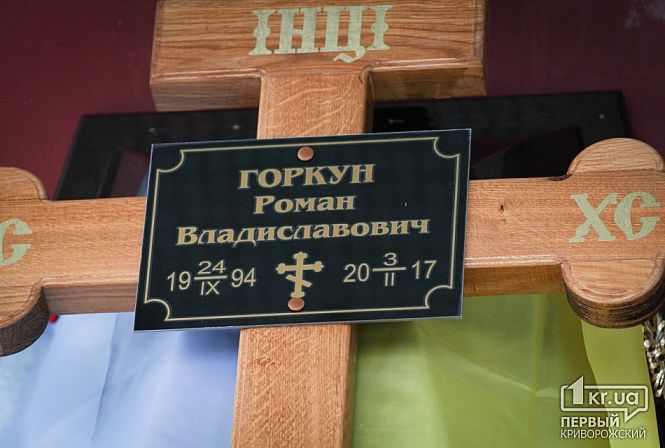 ІНЦІ
С
ХС
ГОРКУН
Роман
Владиславович
19 24/IX 94
20 3/II 17
1kr.ua
ПЕРВЫЙ
КРИВОРОЖСКИЙ